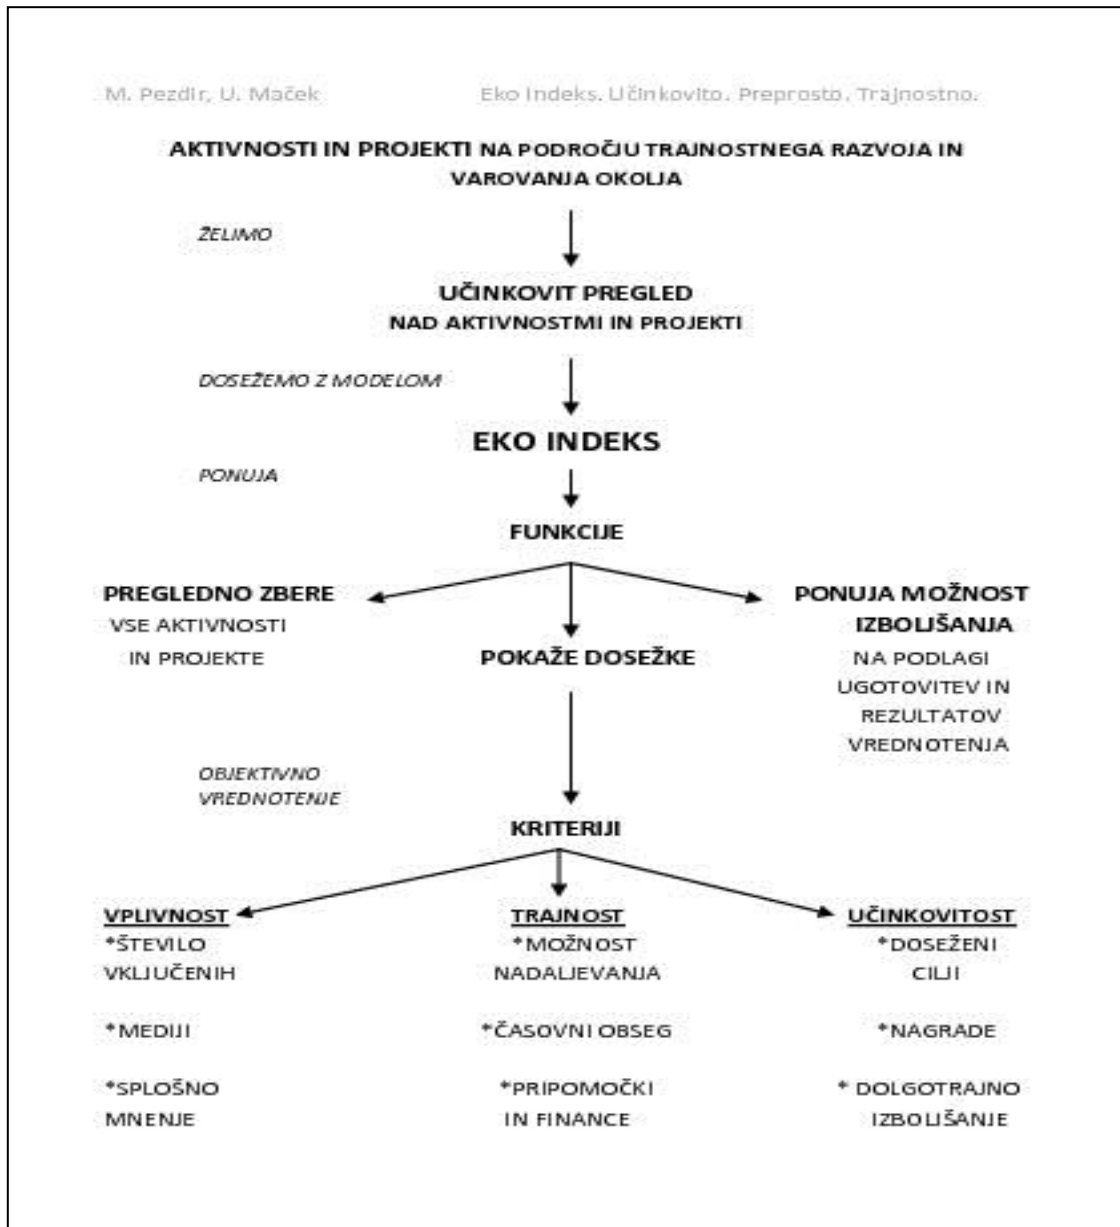 M. Pezdir, U. Maček Eko Indeks. Učinkovito. Preprosto. Trajnostno.
AKTIVNOSTI IN PROJEKTI NA PODROČJU TRAJNOSTNEGA RAZVOJA IN
VAROVANJA OKOLJA
ŽELIMO
UČINKOVIT PREGLED
NAD AKTIVNOSTMI IN PROJEKTI
DOSEŽEMO Z MODELOM
EKO INDEKS
PONUJA
FUNKCIJE
PREGLEDNO ZBERE
VSE AKTIVNOSTI
IN PROJEKTE
POKAŽE DOSEŽKE
PONUJA MOŽNOST
IZBOLJŠANJA
NA PODLAGI
UGOTOVITEV IN
REZULTATOV
VREDNOTENJA
OBJEKTIVNO
VREDNOTENJE
KRITERIJI
VPLIVNOST
*ŠTEVILO
VKLJUČENIH
*MEDIJI
*SPLOŠNO
MNENJE
TRAJNOST
*MOŽNOST
NADALJEVANJA
*ČASOVNI OBSEG
*PRIPOMOČKI
IN FINANCE
UČINKOVITOST
*DOSEŽENI
CILJI
*NAGRADE
* DOLGOTRAJNO
IZBOLJŠANJE